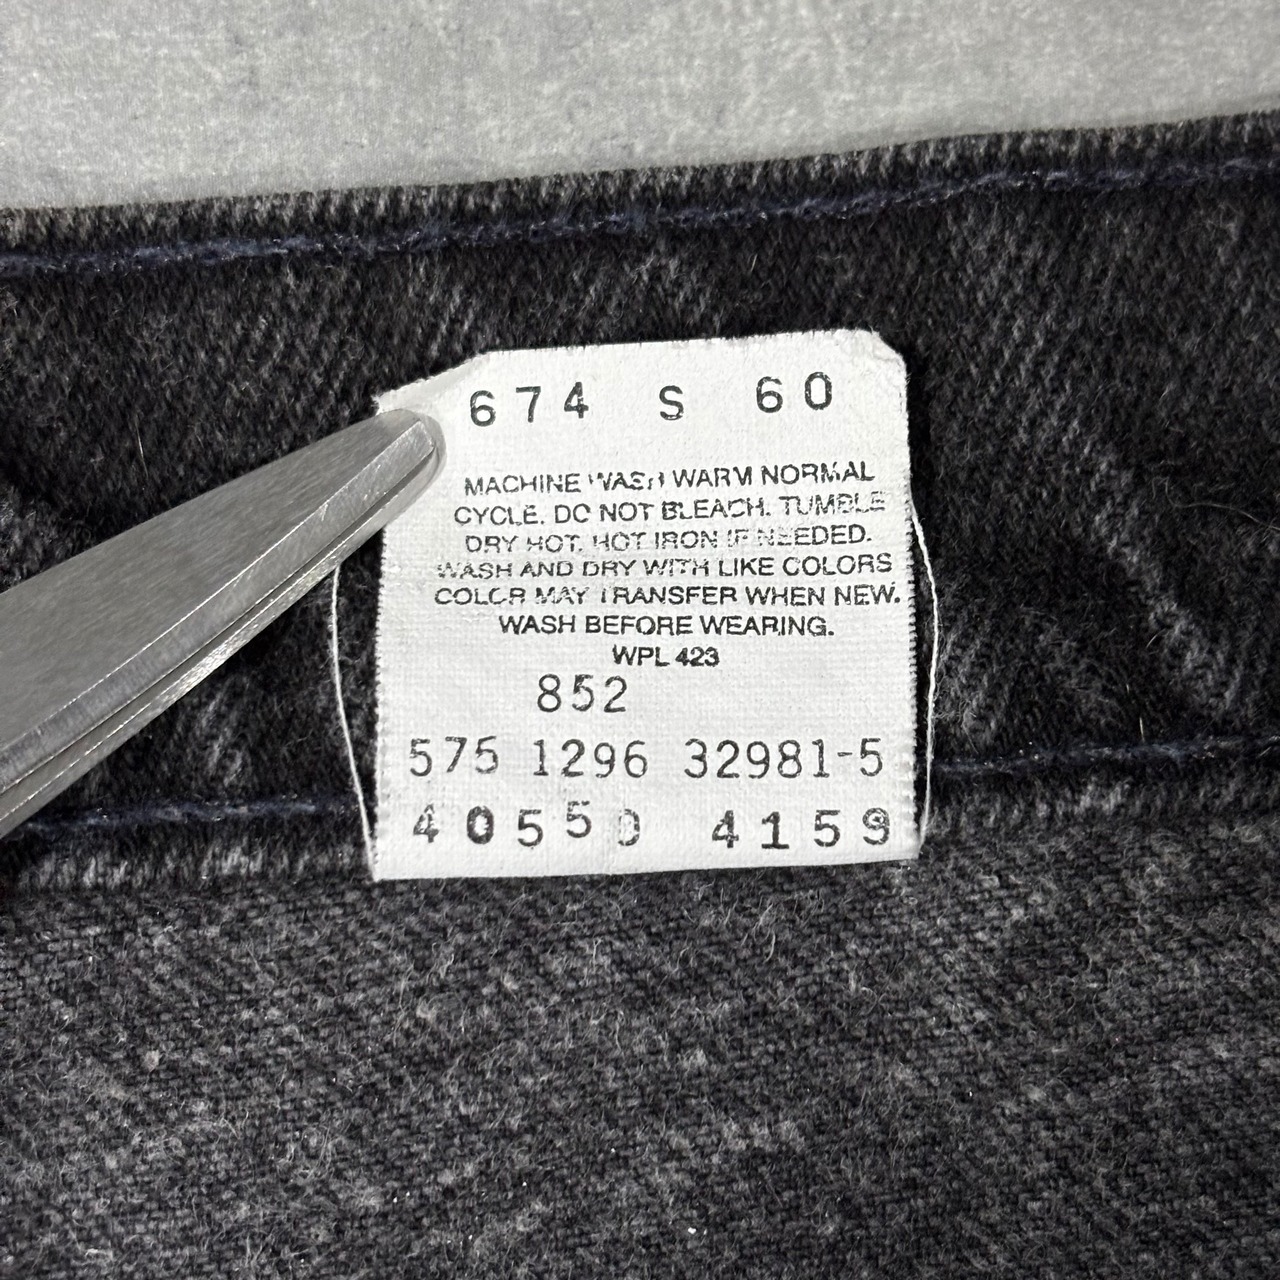 674 S 60
MACHINE WASH WARM NORMAL
CYCLE. DO NOT BLEACH. TUMBLE
DRY HOT. HOT IRON IF NEEDED.
WASH AND DRY WITH LIKE COLORS
COLOR MAY TRANSFER WHEN NEW.
WASH BEFORE WEARING.
WPL 423
852
575 1296 32981-5
40550 4159